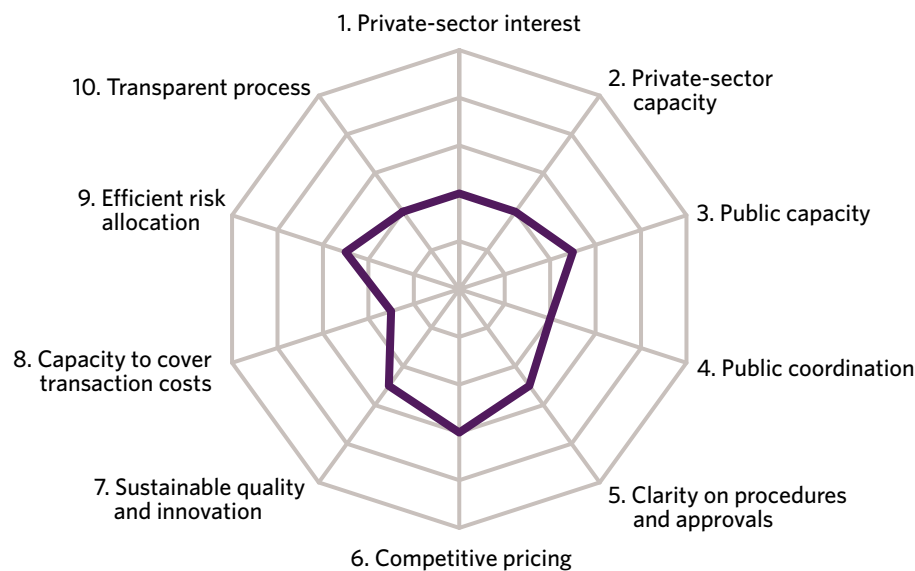 1. Private-sector interest
2. Private-sector
capacity
3. Public capacity
4. Public coordination
5. Clarity on procedures
and approvals
6. Competitive pricing
7. Sustainable quality
and innovation
8. Capacity to cover
transaction costs
9. Efficient risk
allocation
10. Transparent process